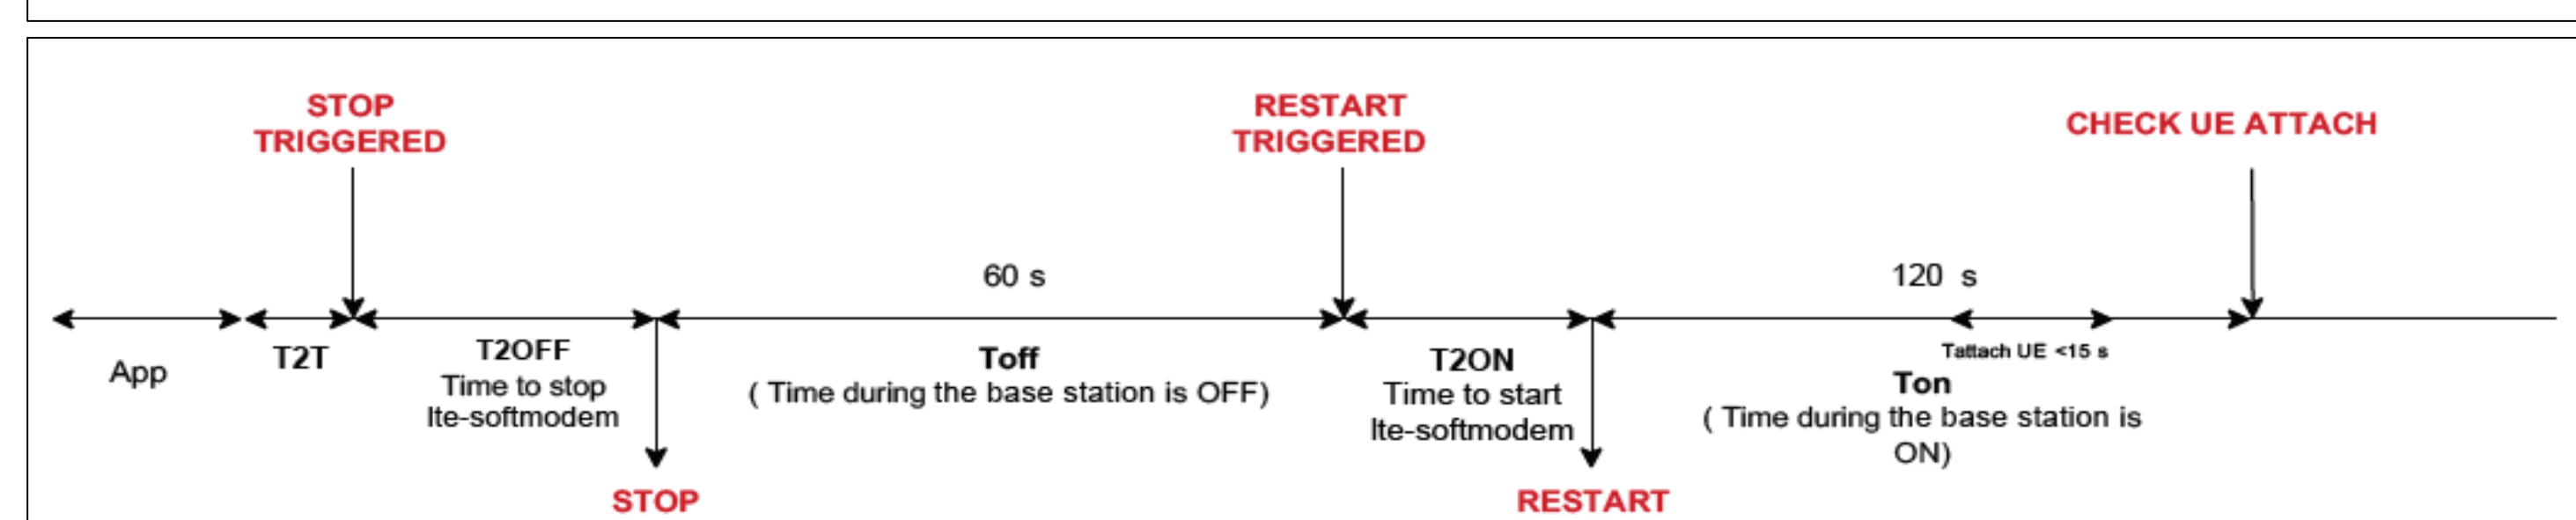 STOP
TRIGGERED
RESTART
TRIGGERED
CHECK UE ATTACH
60 s
120 s
App
T2T
T2OFF
Time to stop
lte-softmodem
Toff
( Time during the base station is OFF)
T2ON
Time to start
lte-softmodem
Tattach UE <15 s
Ton
( Time during the base station is
ON)
STOP
RESTART